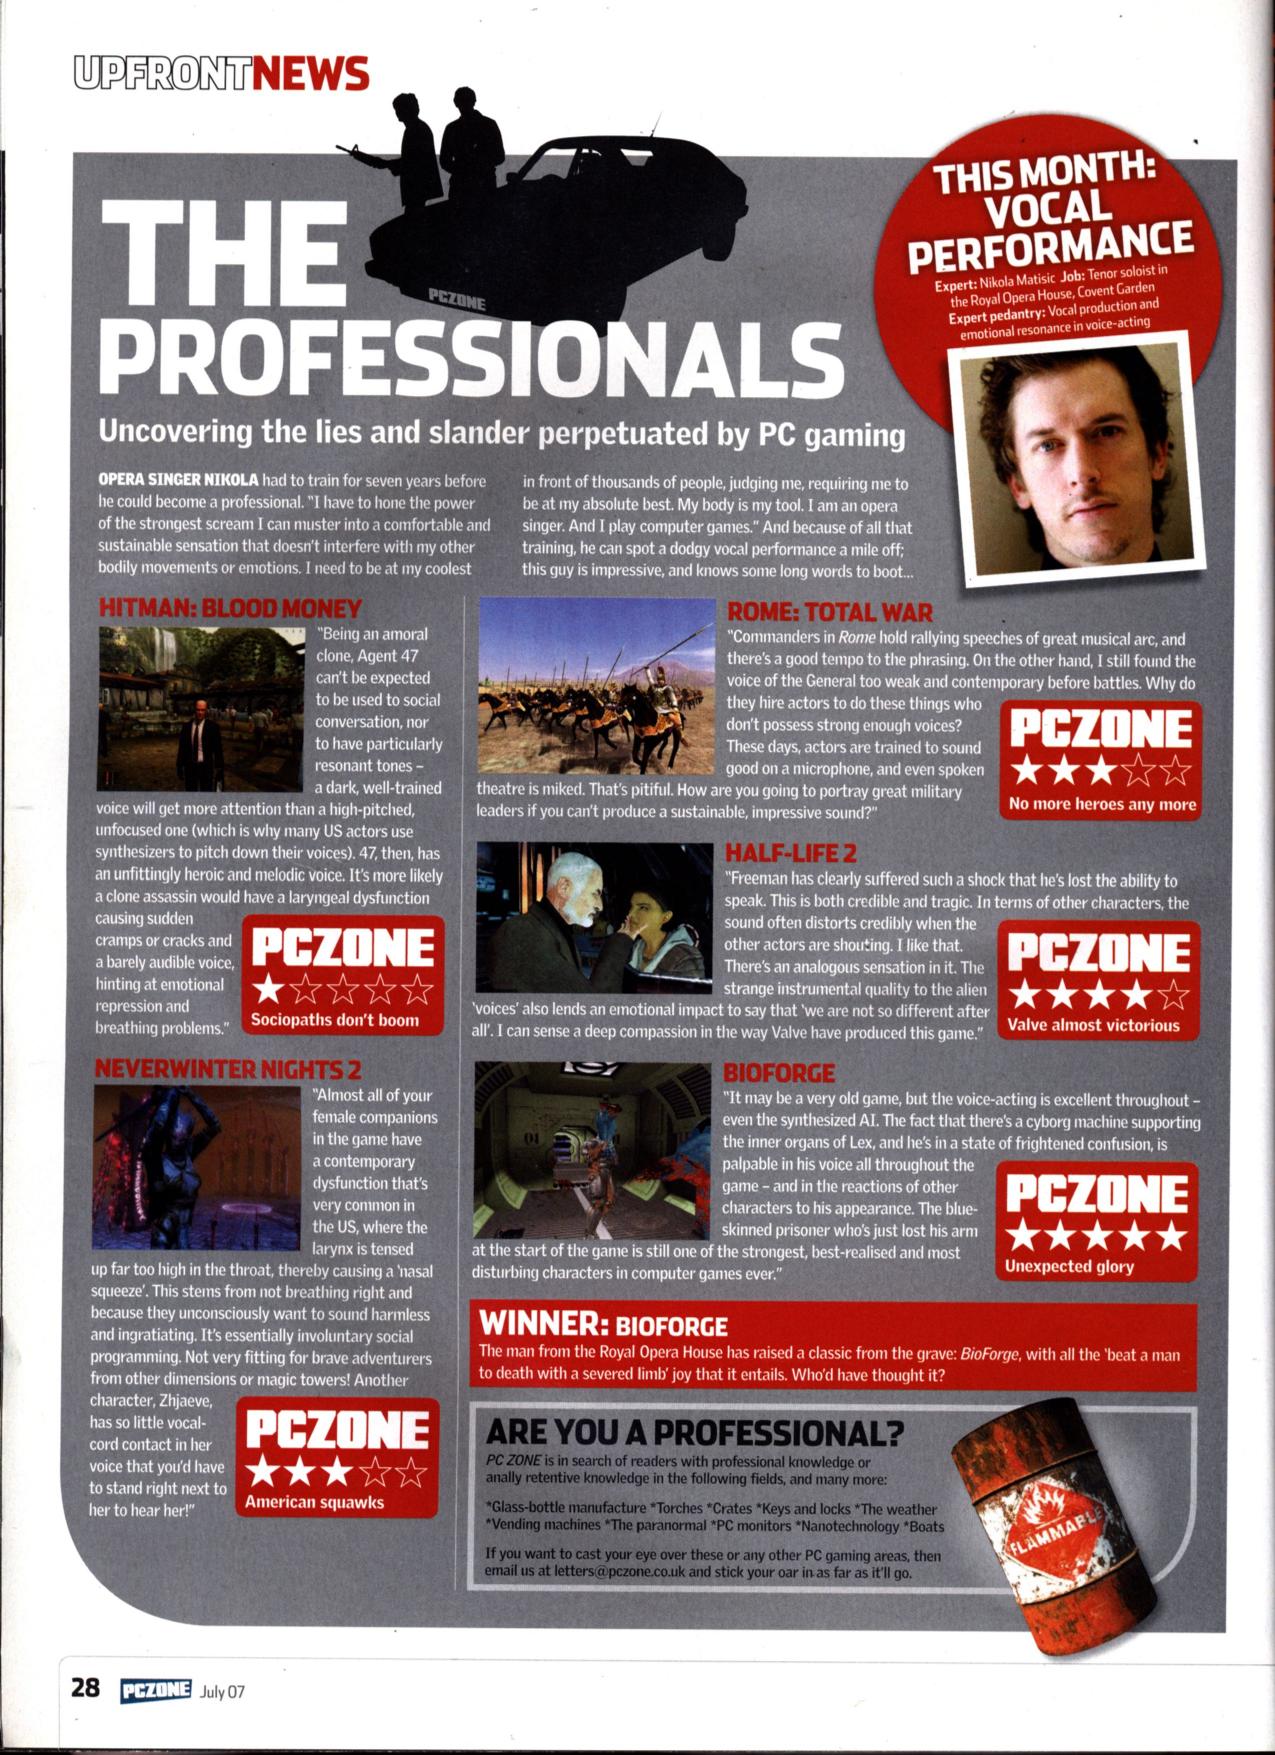 UPFRONTNEWS
PCZONE
THE
PROFESSIONALS
Uncovering the lies and slander perpetuated by PC gaming
THIS MONTH:
VOCAL
PERFORMANCE
Expert: Nikola Matisic Job: Tenor soloist in
the Royal Opera House, Covent Garden
Expert pedantry: Vocal production and
emotional resonance in voice-acting
OPERA SINGER NIKOLA had to train for seven years before
he could become a professional. "I have to hone the power
of the strongest scream I can muster into a comfortable and
sustainable sensation that doesn't interfere with my other
bodily movements or emotions. I need to be at my coolest
in front of thousands of people, judging me, requiring me to
be at my absolute best. My body is my tool. I am an opera
singer. And I play computer games." And because of all that
training, he can spot a dodgy vocal performance a mile off;
this guy is impressive, and knows some long words to boot...
HITMAN: BLOOD MONEY
"Being an amoral
clone, Agent 47
can't be expected
to be used to social
conversation, nor
to have particularly
resonant tones –
a dark, well-trained
voice will get more attention than a high-pitched,
unfocused one (which is why many US actors use
synthesizers to pitch down their voices). 47, then, has
an unfittingly heroic and melodic voice. It's more likely
a clone assassin would have a laryngeal dysfunction
causing sudden
cramps or cracks and
a barely audible voice,
hinting at emotional
repression and
breathing problems."
PCZONE
Sociopaths don't boom
NEVERWINTER NIGHTS 2
"Almost all of your
female companions
in the game have
a contemporary
dysfunction that's
very common in
the US, where the
larynx is tensed
up far too high in the throat, thereby causing a 'nasal
squeeze'. This stems from not breathing right and
because they unconsciously want to sound harmless
and ingratiating. It's essentially involuntary social
programming. Not very fitting for brave adventurers
from other dimensions or magic towers! Another
character, Zhjaeve,
has so little vocal-
cord contact in her
voice that you'd have
to stand right next to
her to hear her!"
PCZONE
American squawks
ROME: TOTAL WAR
"Commanders in Rome hold rallying speeches of great musical arc, and
there's a good tempo to the phrasing. On the other hand, I still found the
voice of the General too weak and contemporary before battles. Why do
they hire actors to do these things who
don't possess strong enough voices?
These days, actors are trained to sound
good on a microphone, and even spoken
theatre is miked. That's pitiful. How are you going to portray great military
leaders if you can't produce a sustainable, impressive sound?"
PCZONE
No more heroes any more
HALF-LIFE 2
"Freeman has clearly suffered such a shock that he's lost the ability to
speak. This is both credible and tragic. In terms of other characters, the
sound often distorts credibly when the
other actors are shouting. I like that.
There's an analogous sensation in it. The
strange instrumental quality to the alien
'voices' also lends an emotional impact to say that 'we are not so different after
all'. I can sense a deep compassion in the way Valve have produced this game."
PCZONE
Valve almost victorious
BIOFORGE
"It may be a very old game, but the voice-acting is excellent throughout –
even the synthesized AI. The fact that there's a cyborg machine supporting
the inner organs of Lex, and he's in a state of frightened confusion, is
palpable in his voice all throughout the
game – and in the reactions of other
characters to his appearance. The blue-
skinned prisoner who's just lost his arm
at the start of the game is still one of the strongest, best-realised and most
disturbing characters in computer games ever."
PCZONE
Unexpected glory
WINNER: BIOFORGE
The man from the Royal Opera House has raised a classic from the grave: BioForge, with all the 'beat a man
to death with a severed limb' joy that it entails. Who'd have thought it?
ARE YOU A PROFESSIONAL?
PC ZONE is in search of readers with professional knowledge or
anally retentive knowledge in the following fields, and many more:
*Glass-bottle manufacture *Torches *Crates *Keys and locks *The weather
*Vending machines *The paranormal *PC monitors *Nanotechnology *Boats
If you want to cast your eye over these or any other PC gaming areas, then
email us at letters@pczone.co.uk and stick your oar in as far as it'll go.
FLAMMABLE
28 PCZONE July 07